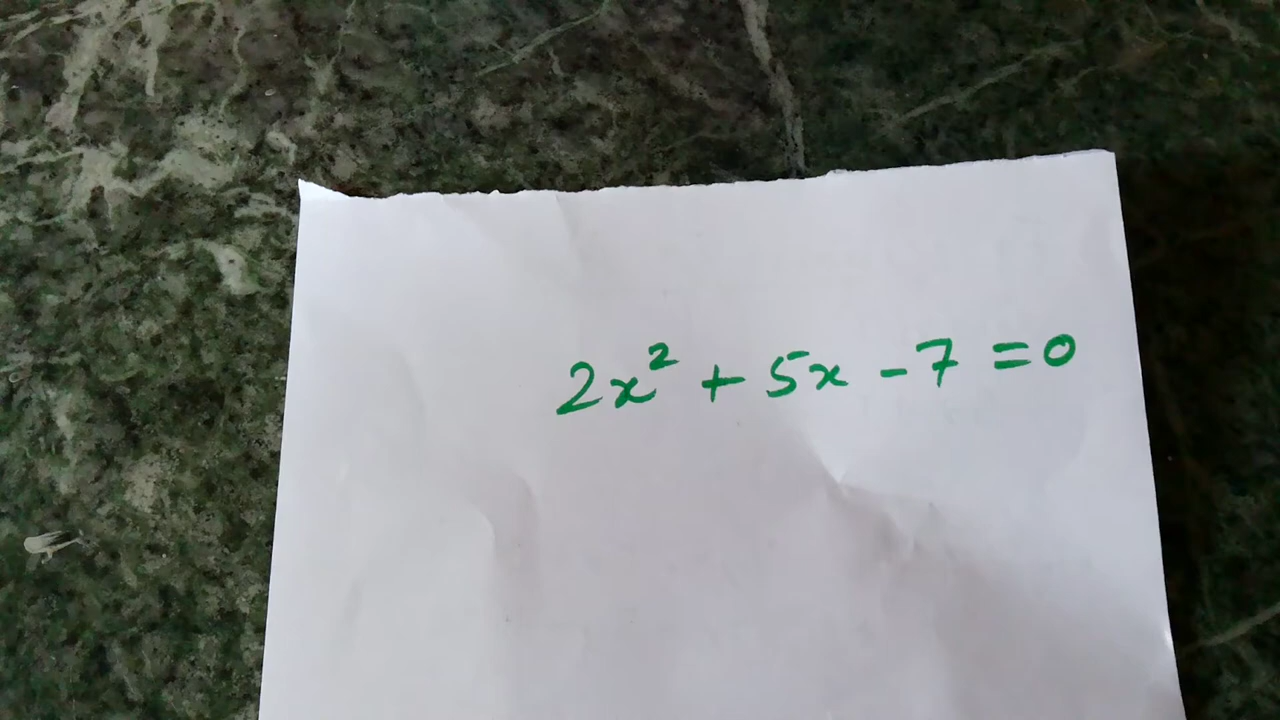 2x² + 5x - 7 = 0